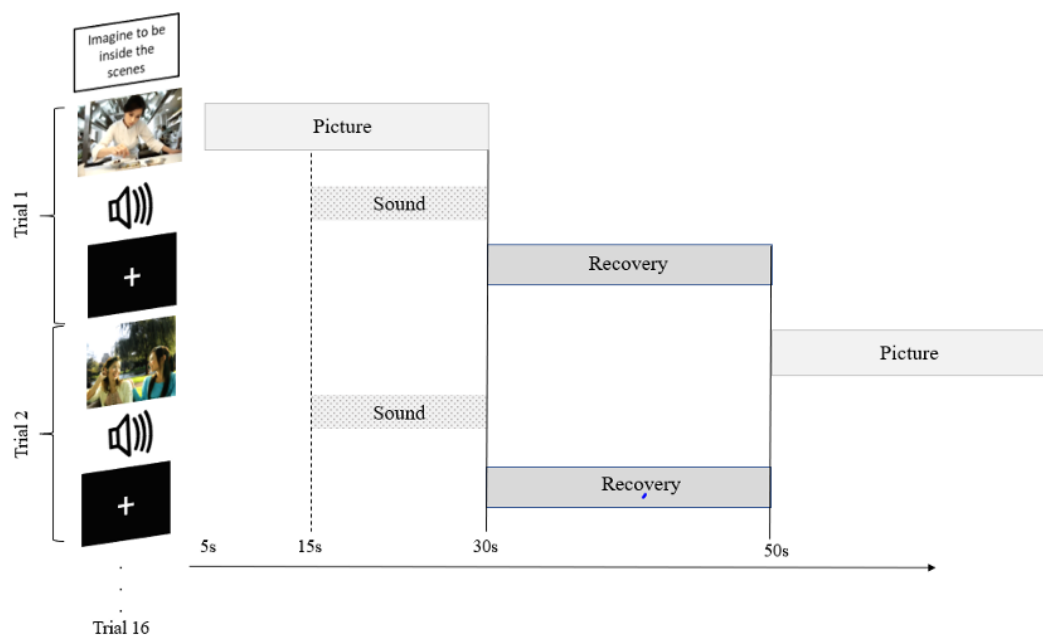 Imagine to be
inside the
scenes
Picture
Sound
Trial 1
Recovery
Picture
Sound
Trial 2
Recovery
5s
15s
30s
50s
.
.
.
Trial 16